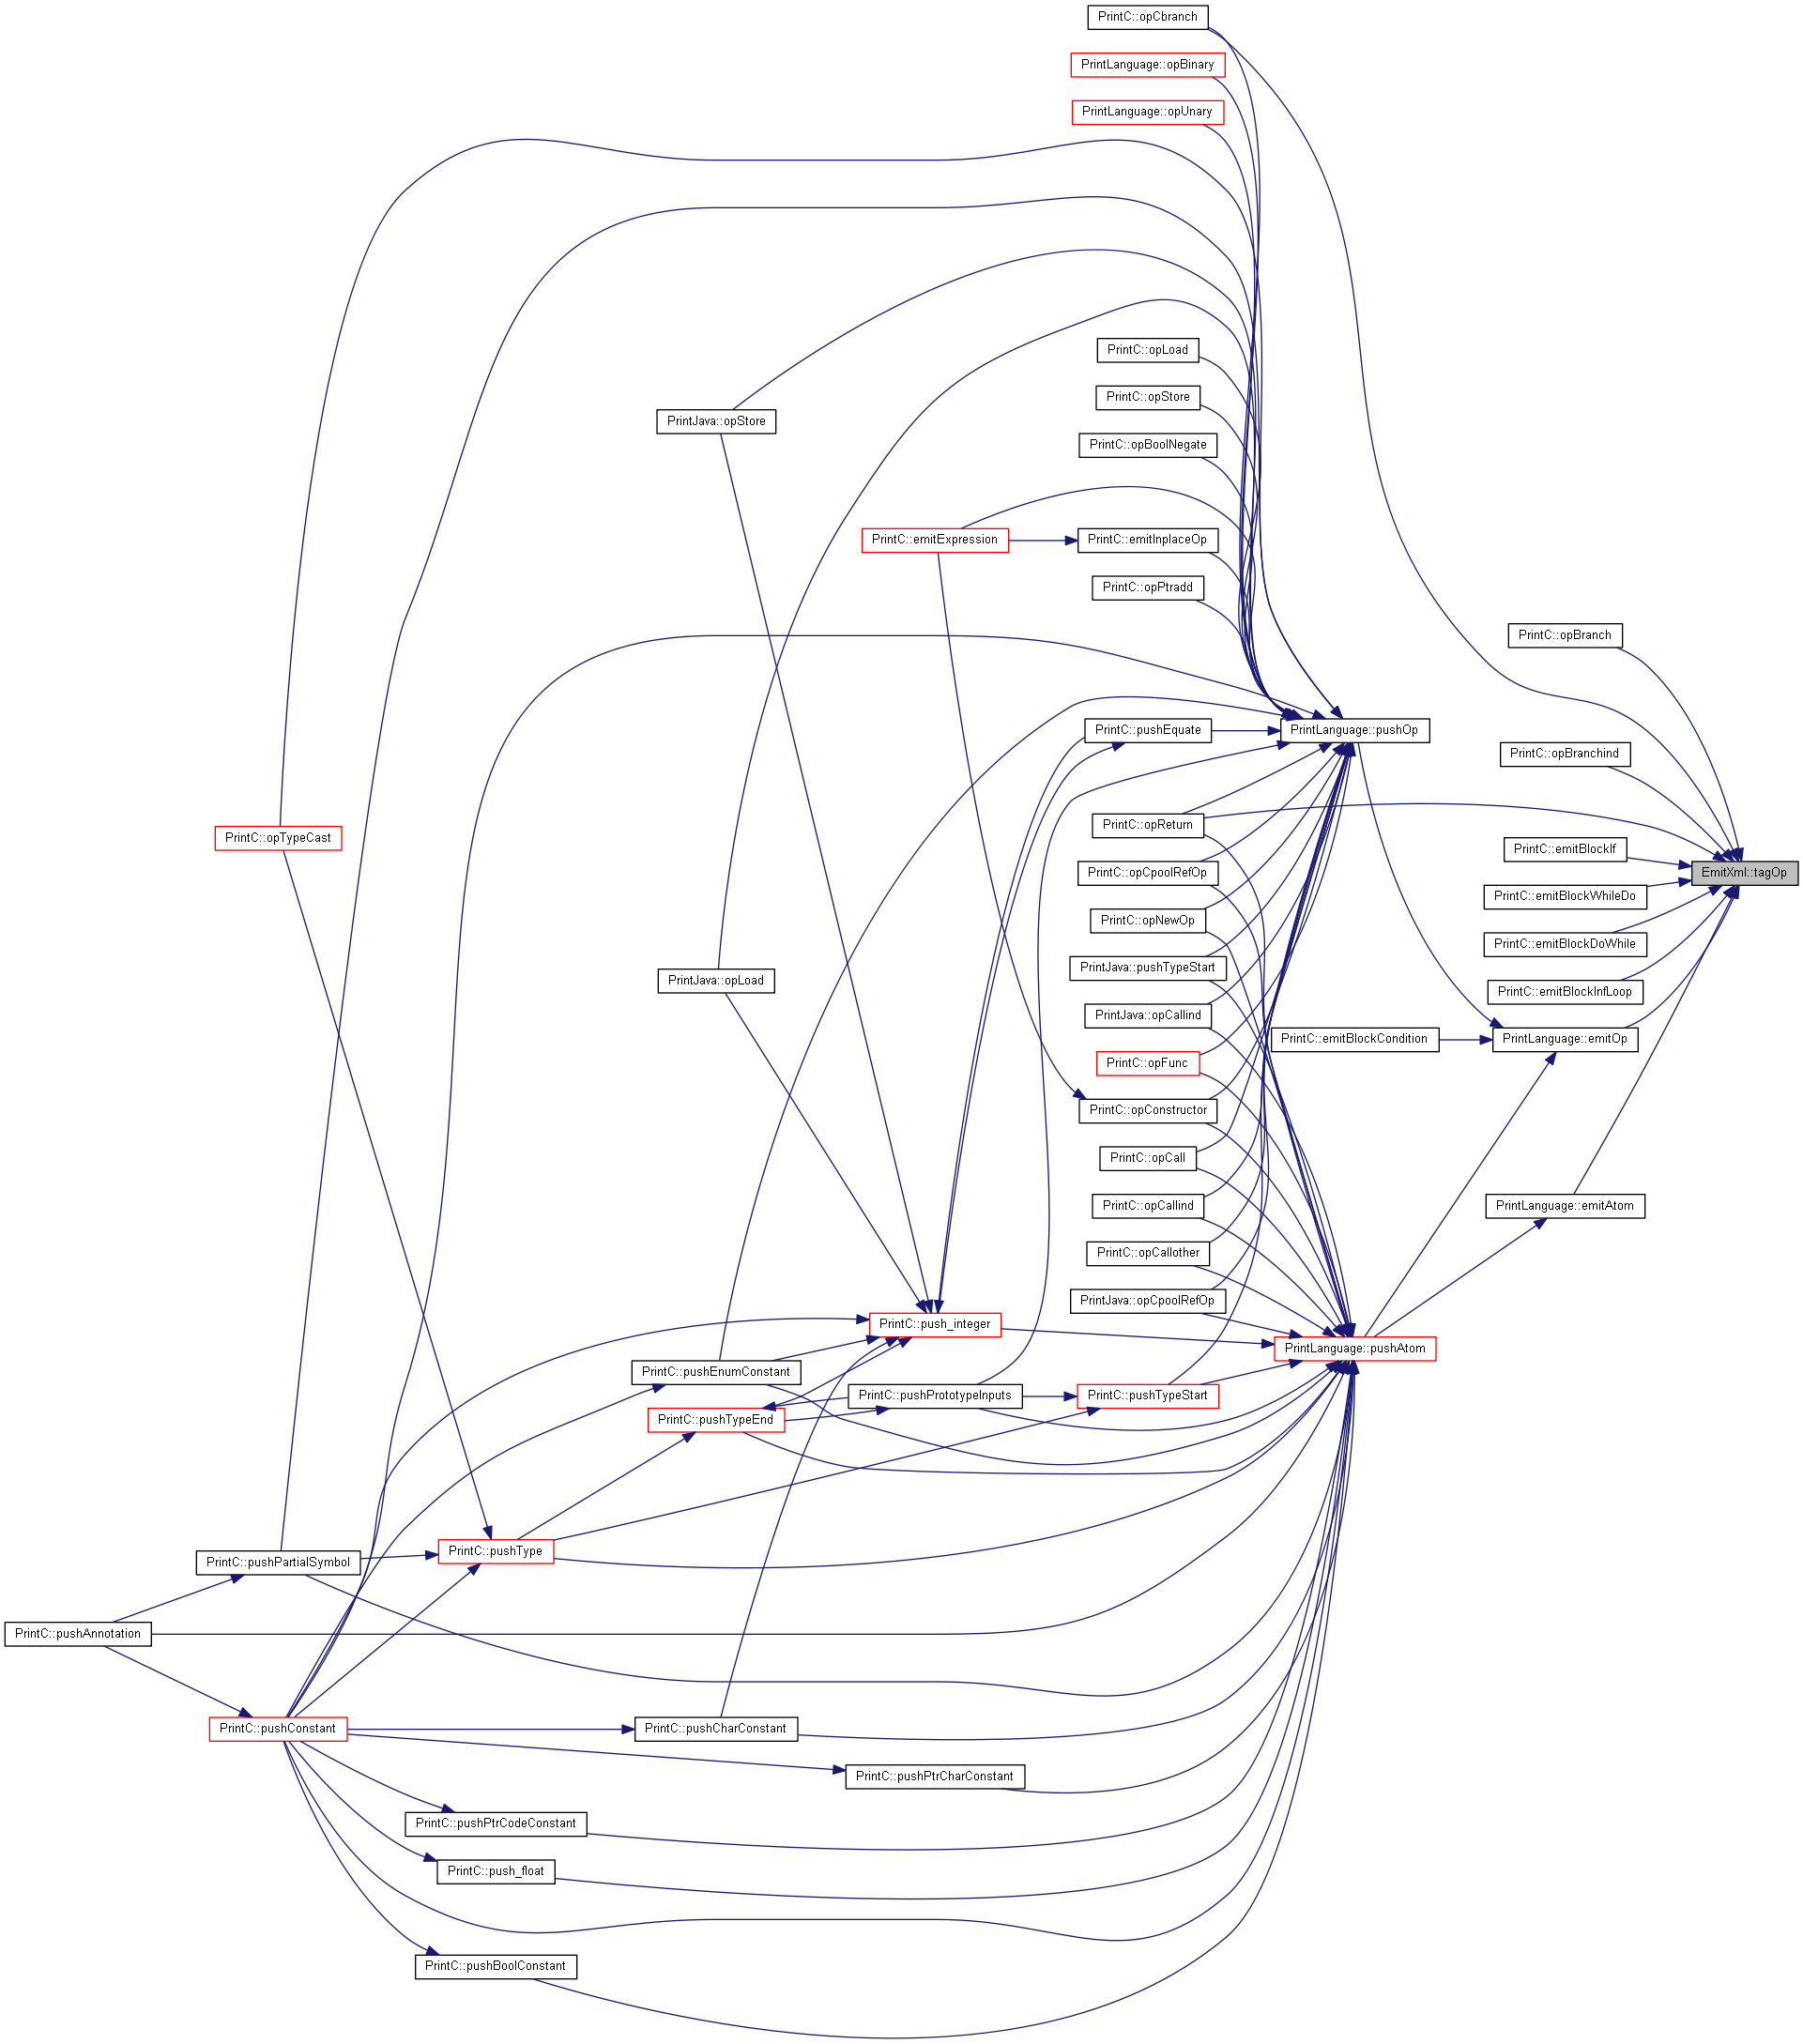 PrintC::opCbranch
PrintLanguage::opBinary
PrintLanguage::opUnary
PrintC::opLoad
PrintC::opStore
PrintJava::opStore
PrintC::opBoolNegate
PrintC::emitExpression
PrintC::emitInplaceOp
PrintC::opPtradd
PrintC::opBranch
PrintC::pushEquate
PrintLanguage::pushOp
PrintC::opBranchind
PrintC::opReturn
PrintC::opTypeCast
PrintC::emitBlockIf
PrintC::opCpoolRefOp
EmitXml::tagOp
PrintC::emitBlockWhileDo
PrintC::opNewOp
PrintC::emitBlockDoWhile
PrintJava::pushTypeStart
PrintJava::opLoad
PrintC::emitBlockInfLoop
PrintJava::opCallind
PrintC::emitBlockCondition
PrintLanguage::emitOp
PrintC::opFunc
PrintC::opConstructor
PrintC::opCall
PrintC::opCallind
PrintLanguage::emitAtom
PrintC::opCallother
PrintJava::opCpoolRefOp
PrintC::push_integer
PrintLanguage::pushAtom
PrintC::pushEnumConstant
PrintC::pushPrototypeInputs
PrintC::pushTypeStart
PrintC::pushTypeEnd
PrintC::pushType
PrintC::pushPartialSymbol
PrintC::pushAnnotation
PrintC::pushConstant
PrintC::pushCharConstant
PrintC::pushPtrCharConstant
PrintC::pushPtrCodeConstant
PrintC::push_float
PrintC::pushBoolConstant